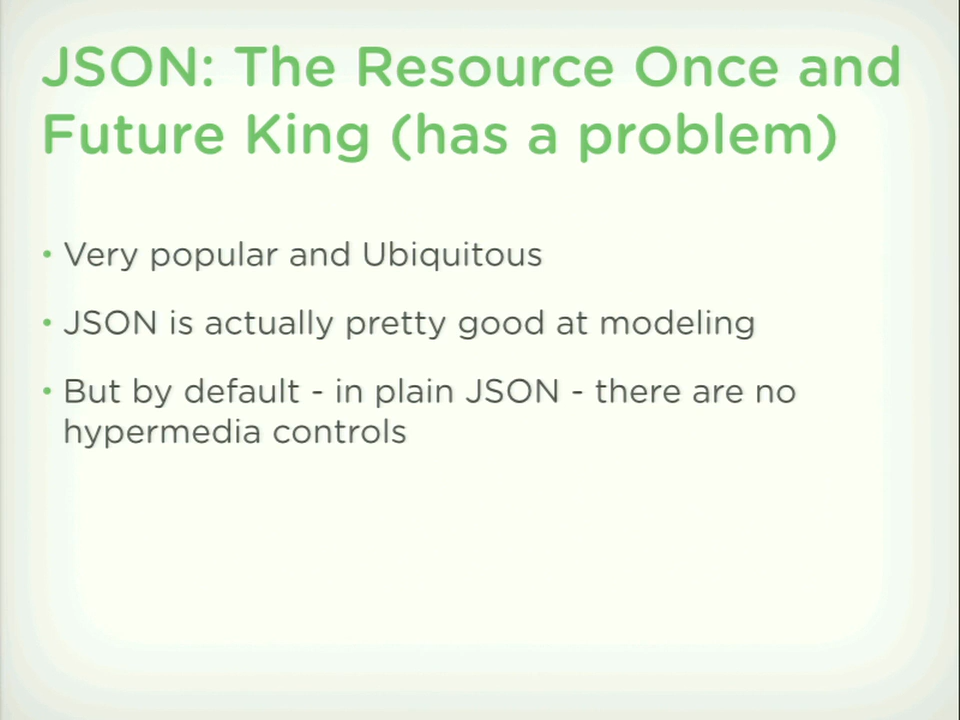 JSON: The Resource Once and
Future King (has a problem)
• Very popular and Ubiquitous
• JSON is actually pretty good at modeling
• But by default - in plain JSON - there are no
hypermedia controls